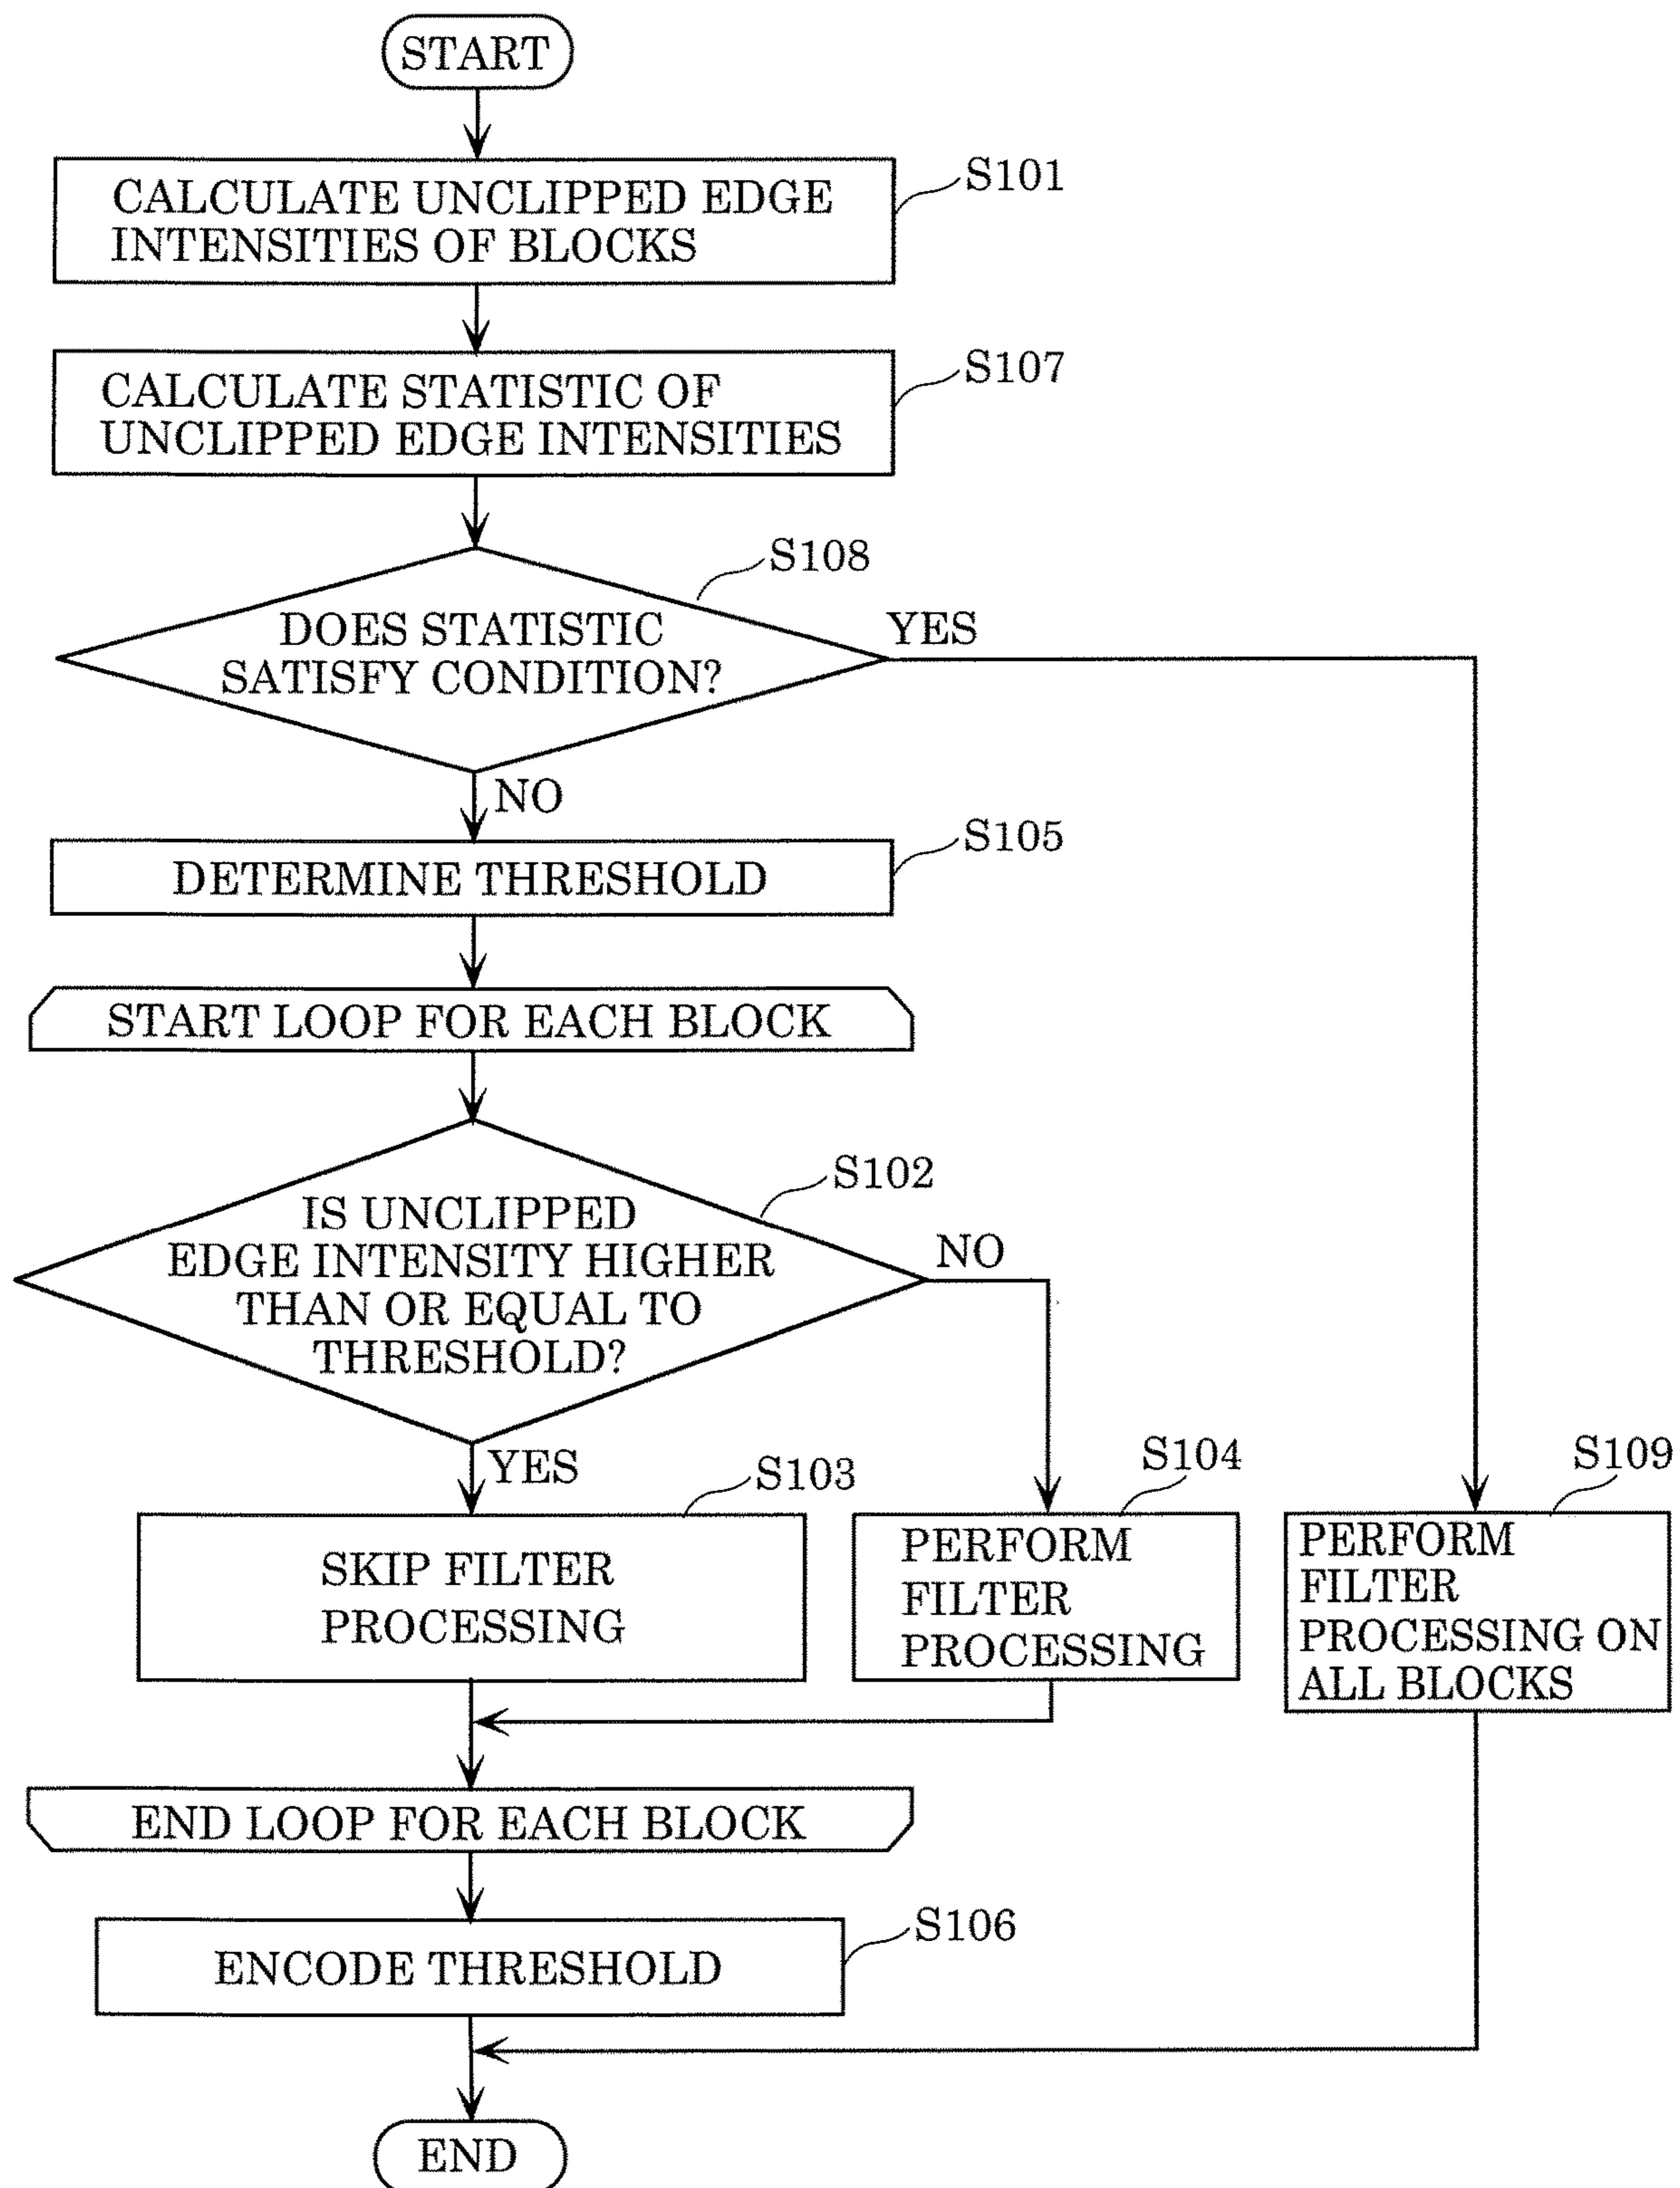 START
CALCULATE UNCLIPPED EDGE
INTENSITIES OF BLOCKS
S101
CALCULATE STATISTIC OF
UNCLIPPED EDGE INTENSITIES
S107
S108
DOES STATISTIC
SATISFY CONDITION?
YES
NO
S105
DETERMINE THRESHOLD
START LOOP FOR EACH BLOCK
S102
IS UNCLIPPED
EDGE INTENSITY HIGHER
THAN OR EQUAL TO
THRESHOLD?
NO
YES
S103
SKIP FILTER
PROCESSING
S104
PERFORM
FILTER
PROCESSING
S109
PERFORM
FILTER
PROCESSING ON
ALL BLOCKS
END LOOP FOR EACH BLOCK
S106
ENCODE THRESHOLD
END